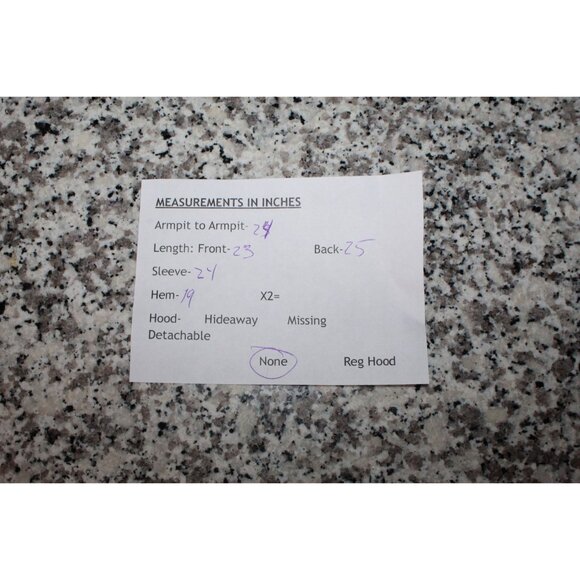 MEASUREMENTS IN INCHES
Armpit to Armpit- 24
Length: Front- 23 Back- 25
Sleeve- 24
Hem- 19 X2=
Hood- Hideaway Missing
Detachable
None Reg Hood